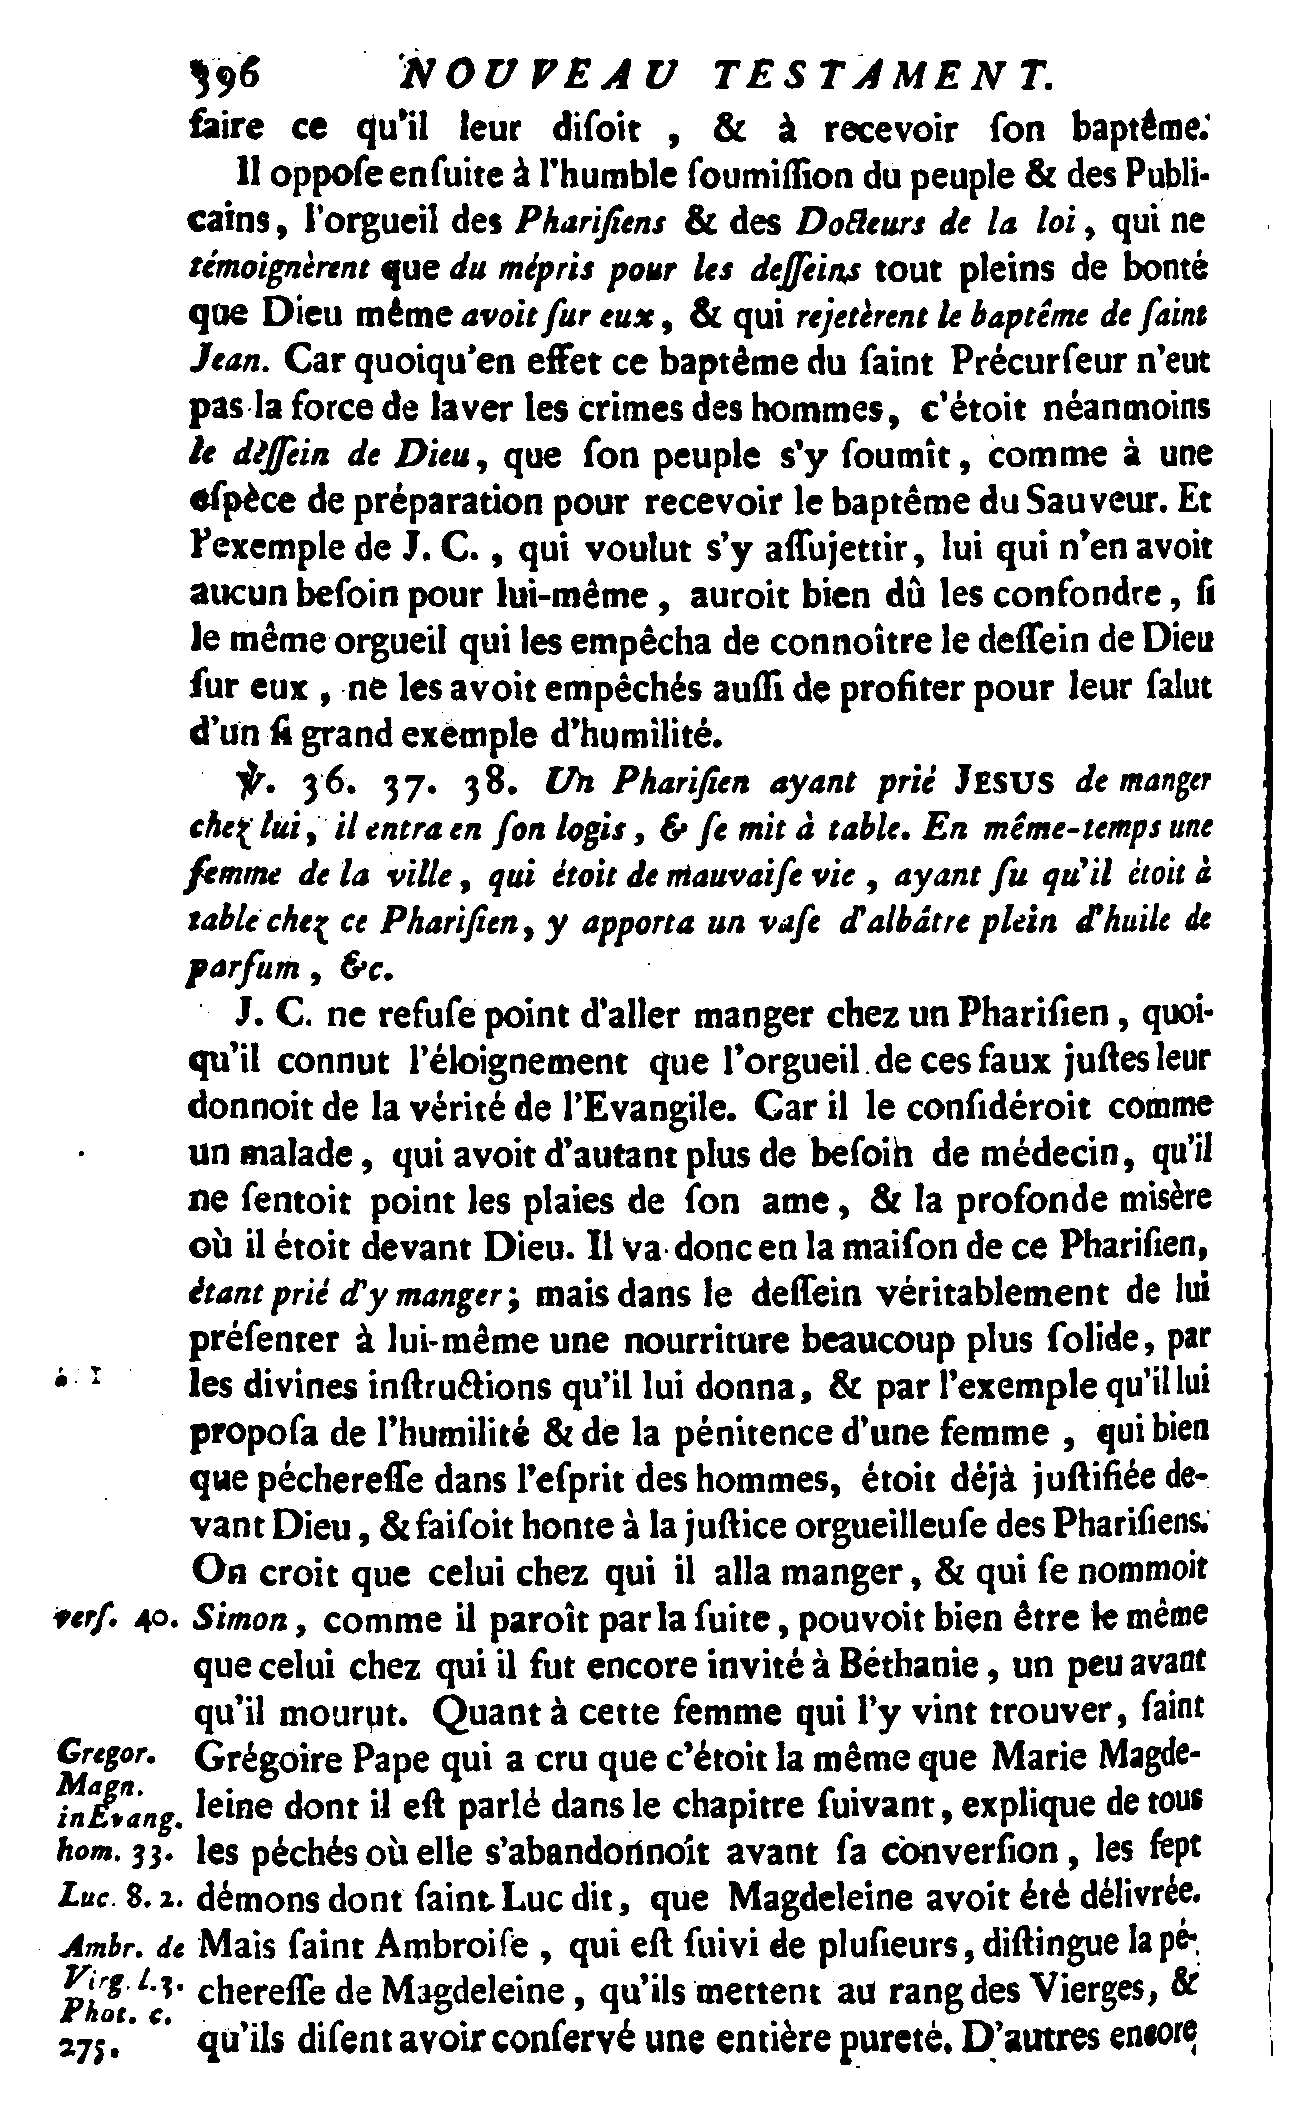 396 NOUVEAU TESTAMENT.
faire ce qu'il leur diſoit , & à recevoir ſon baptême.
Il oppoſe enſuite à l'humble ſoumiſſion du peuple & des Publi-
cains, l'orgueil des Phariſiens & des Docteurs de la loi, qui ne
témoignèrent que du mépris pour les deſſeins tout pleins de bonté
que Dieu même avoit ſur eux, & qui rejetèrent le baptême de ſaint
Jean. Car quoiqu'en effet ce baptême du ſaint Précurſeur n'eut
pas la force de laver les crimes des hommes, c'étoit néanmoins
le deſſein de Dieu, que ſon peuple s'y ſoumît, comme à une
eſpèce de préparation pour recevoir le baptême du Sauveur. Et
l'exemple de J. C. , qui voulut s'y aſſujettir, lui qui n'en avoit
aucun beſoin pour lui-même, auroit bien dû les confondre, ſi
le même orgueil qui les empêcha de connoître le deſſein de Dieu
ſur eux , ne les avoit empêchés auſſi de profiter pour leur ſalut
d'un ſi grand exemple d'humilité.
℣. 36. 37. 38. Un Phariſien ayant prié JESUS de manger
chez lui, il entra en ſon logis, & ſe mit à table. En même-temps une
femme de la ville, qui étoit de mauvaiſe vie , ayant ſu qu'il étoit à
table chez ce Phariſien, y apporta un vaſe d'albâtre plein d'huile de
parfum , &c.
J. C. ne refuſe point d'aller manger chez un Phariſien, quoi-
qu'il connut l'éloignement que l'orgueil de ces faux juſtes leur
donnoit de la vérité de l'Evangile. Car il le conſidéroit comme
un malade, qui avoit d'autant plus de beſoin de médecin, qu'il
ne ſentoit point les plaies de ſon ame, & la profonde misère
où il étoit devant Dieu. Il va donc en la maiſon de ce Phariſien,
étant prié d'y manger; mais dans le deſſein véritablement de lui
préſenter à lui-même une nourriture beaucoup plus ſolide, par
les divines inſtructions qu'il lui donna, & par l'exemple qu'il lui
propoſa de l'humilité & de la pénitence d'une femme , qui bien
que péchereſſe dans l'eſprit des hommes, étoit déjà juſtifiée de-
vant Dieu, & faiſoit honte à la juſtice orgueilleuſe des Phariſiens.
On croit que celui chez qui il alla manger, & qui ſe nommoit
verſ. 40. Simon, comme il paroît par la ſuite, pouvoit bien être le même
que celui chez qui il fut encore invité à Béthanie, un peu avant
qu'il mourut. Quant à cette femme qui l'y vint trouver, ſaint
Gregor. Grégoire Pape qui a cru que c'étoit la même que Marie Magde-
Magn.
in Evang. leine dont il eſt parlé dans le chapitre ſuivant, explique de tous
hom. 33. les péchés où elle s'abandonnoit avant ſa converſion, les ſept
Luc. 8. 2. démons dont ſaint Luc dit, que Magdeleine avoit été délivrée.
Ambr. de Mais ſaint Ambroiſe, qui eſt ſuivi de pluſieurs, diſtingue la pé-
Virg. l. 3. chereſſe de Magdeleine, qu'ils mettent au rang des Vierges, &
Phot. c.
275. qu'ils diſent avoir conſervé une entière pureté. D'autres encore